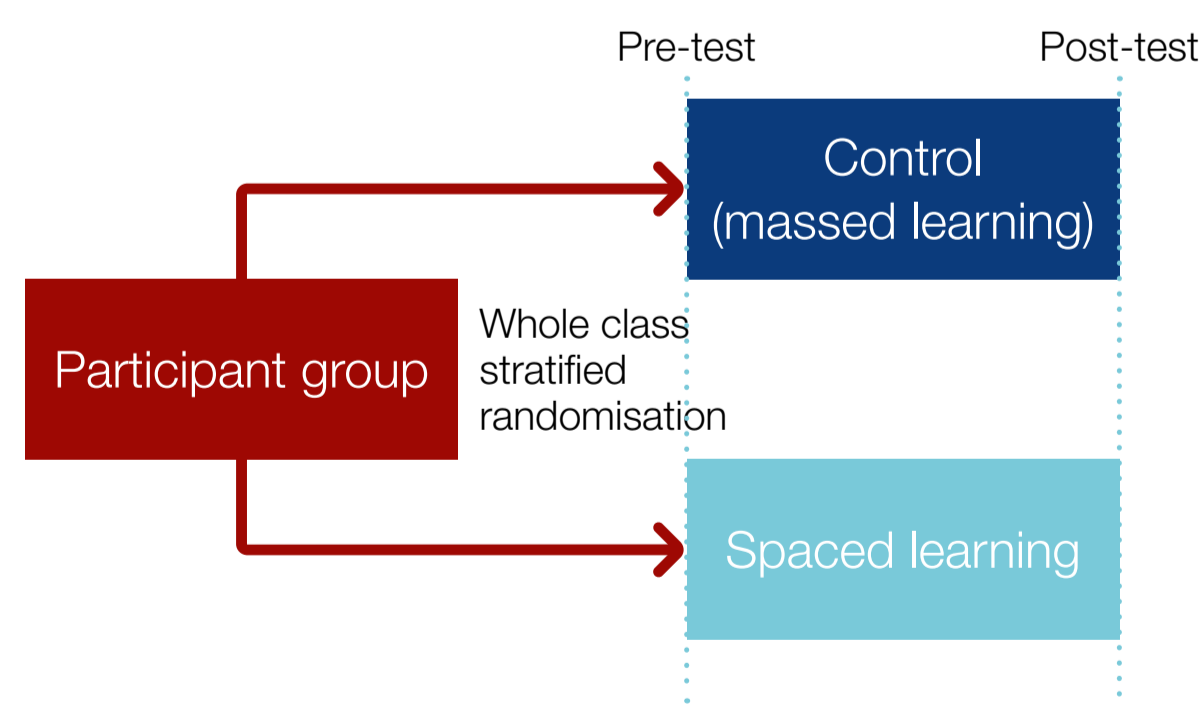 Pre-test
Post-test
Control
(massed learning)
Participant group
Whole class
stratified
randomisation
Spaced learning